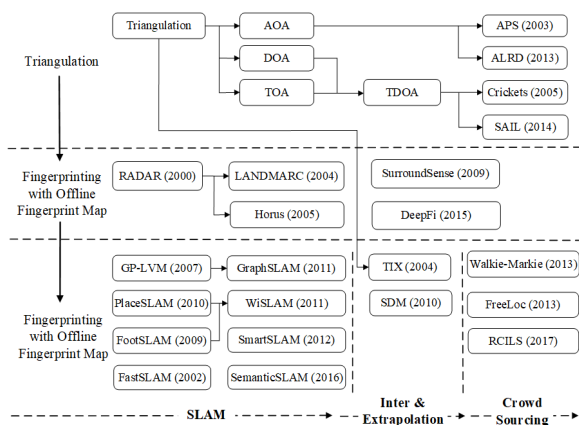 Triangulation
Triangulation
AOA
APS (2003)
DOA
ALRD (2013)
TOA
TDOA
Crickets (2005)
SAIL (2014)
Fingerprinting
with Offline
Fingerprint Map
RADAR (2000)
LANDMARC (2004)
SurroundSense (2009)
Horus (2005)
DeepFi (2015)
Fingerprinting
with Offline
Fingerprint Map
GP-LVM (2007)
GraphSLAM (2011)
TIX (2004)
Walkie-Markie (2013)
PlaceSLAM (2010)
WiSLAM (2011)
SDM (2010)
FreeLoc (2013)
FootSLAM (2009)
SmartSLAM (2012)
RCILS (2017)
FastSLAM (2002)
SemanticSLAM (2016)
SLAM
Inter &
Extrapolation
Crowd
Sourcing